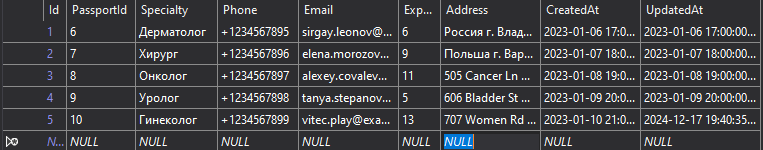 Id PassportId Specialty Phone Email Exp... Address CreatedAt UpdatedAt
1 6 Дерматолог +1234567895 sirgay.leonov@... 6 Россия г. Влад... 2023-01-06 17:0... 2023-01-06 17:00:00...
2 7 Хирург +1234567896 elena.morozov... 9 Польша г. Вар... 2023-01-07 18:0... 2023-01-07 18:00:00...
3 8 Онколог +1234567897 alexey.covalev... 11 505 Cancer Ln ... 2023-01-08 19:0... 2023-01-08 19:00:00...
4 9 Уролог +1234567898 tanya.stepanov... 5 606 Bladder St ... 2023-01-09 20:0... 2023-01-09 20:00:00...
5 10 Гинеколог +1234567899 vitec.play@exa... 13 707 Women Rd ... 2023-01-10 21:0... 2024-12-17 19:40:35...
N... NULL NULL NULL NULL NULL NULL NULL NULL